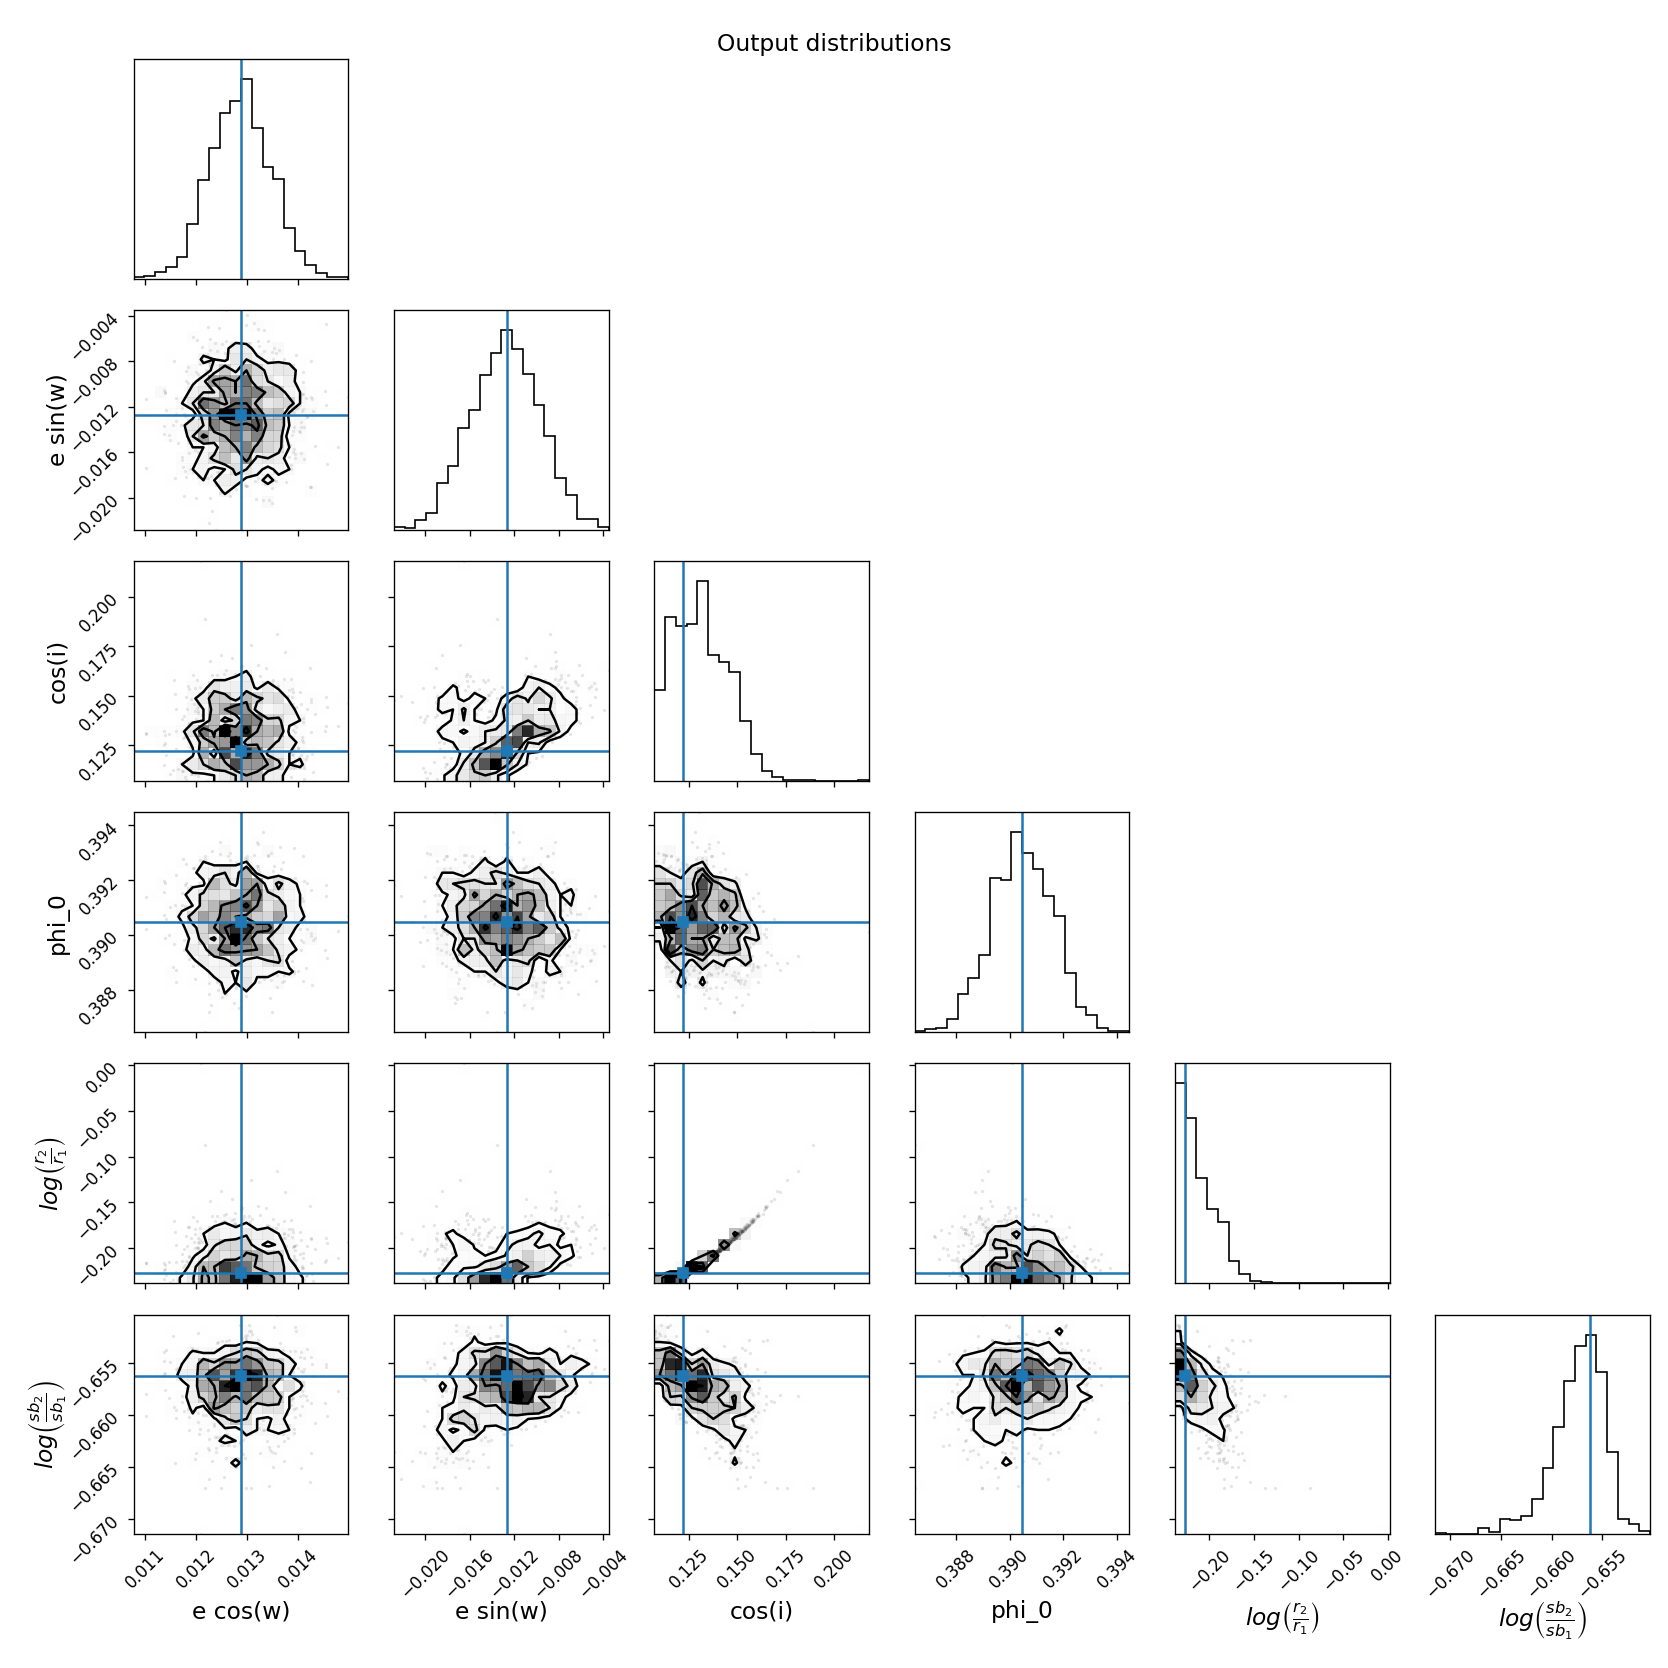 Output distributions
−0.004
−0.008
−0.012
−0.016
−0.020
e sin(w)
0.200
0.175
0.150
0.125
cos(i)
0.394
0.392
0.390
0.388
phi_0
0.00
−0.05
−0.10
−0.15
−0.20
log(r₂/r₁)
−0.655
−0.660
−0.665
−0.670
log(sb₂/sb₁)
0.011 0.012 0.013 0.014
−0.020 −0.016 −0.012 −0.008 −0.004
0.125 0.150 0.175 0.200
0.388 0.390 0.392 0.394
−0.20 −0.15 −0.10 −0.05 0.00
−0.670 −0.665 −0.660 −0.655
e cos(w) e sin(w) cos(i) phi_0 log(r₂/r₁) log(sb₂/sb₁)